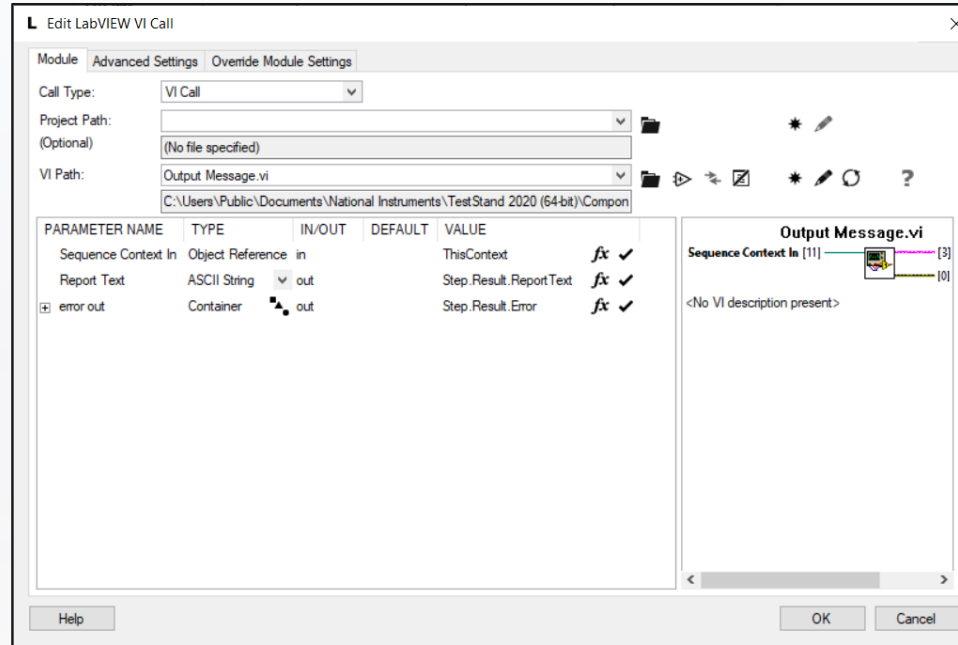 L Edit LabVIEW VI Call
Module Advanced Settings Override Module Settings
Call Type: VI Call
Project Path:
(Optional) (No file specified)
VI Path: Output Message.vi
C:\Users\Public\Documents\National Instruments\TestStand 2020 (64-bit)\Compon
PARAMETER NAME TYPE IN/OUT DEFAULT VALUE
Sequence Context In Object Reference in ThisContext fx
Report Text ASCII String out Step.Result.ReportText fx
error out Container out Step.Result.Error fx
Output Message.vi
Sequence Context In [11] [3]
[0]
<No VI description present>
Help OK Cancel